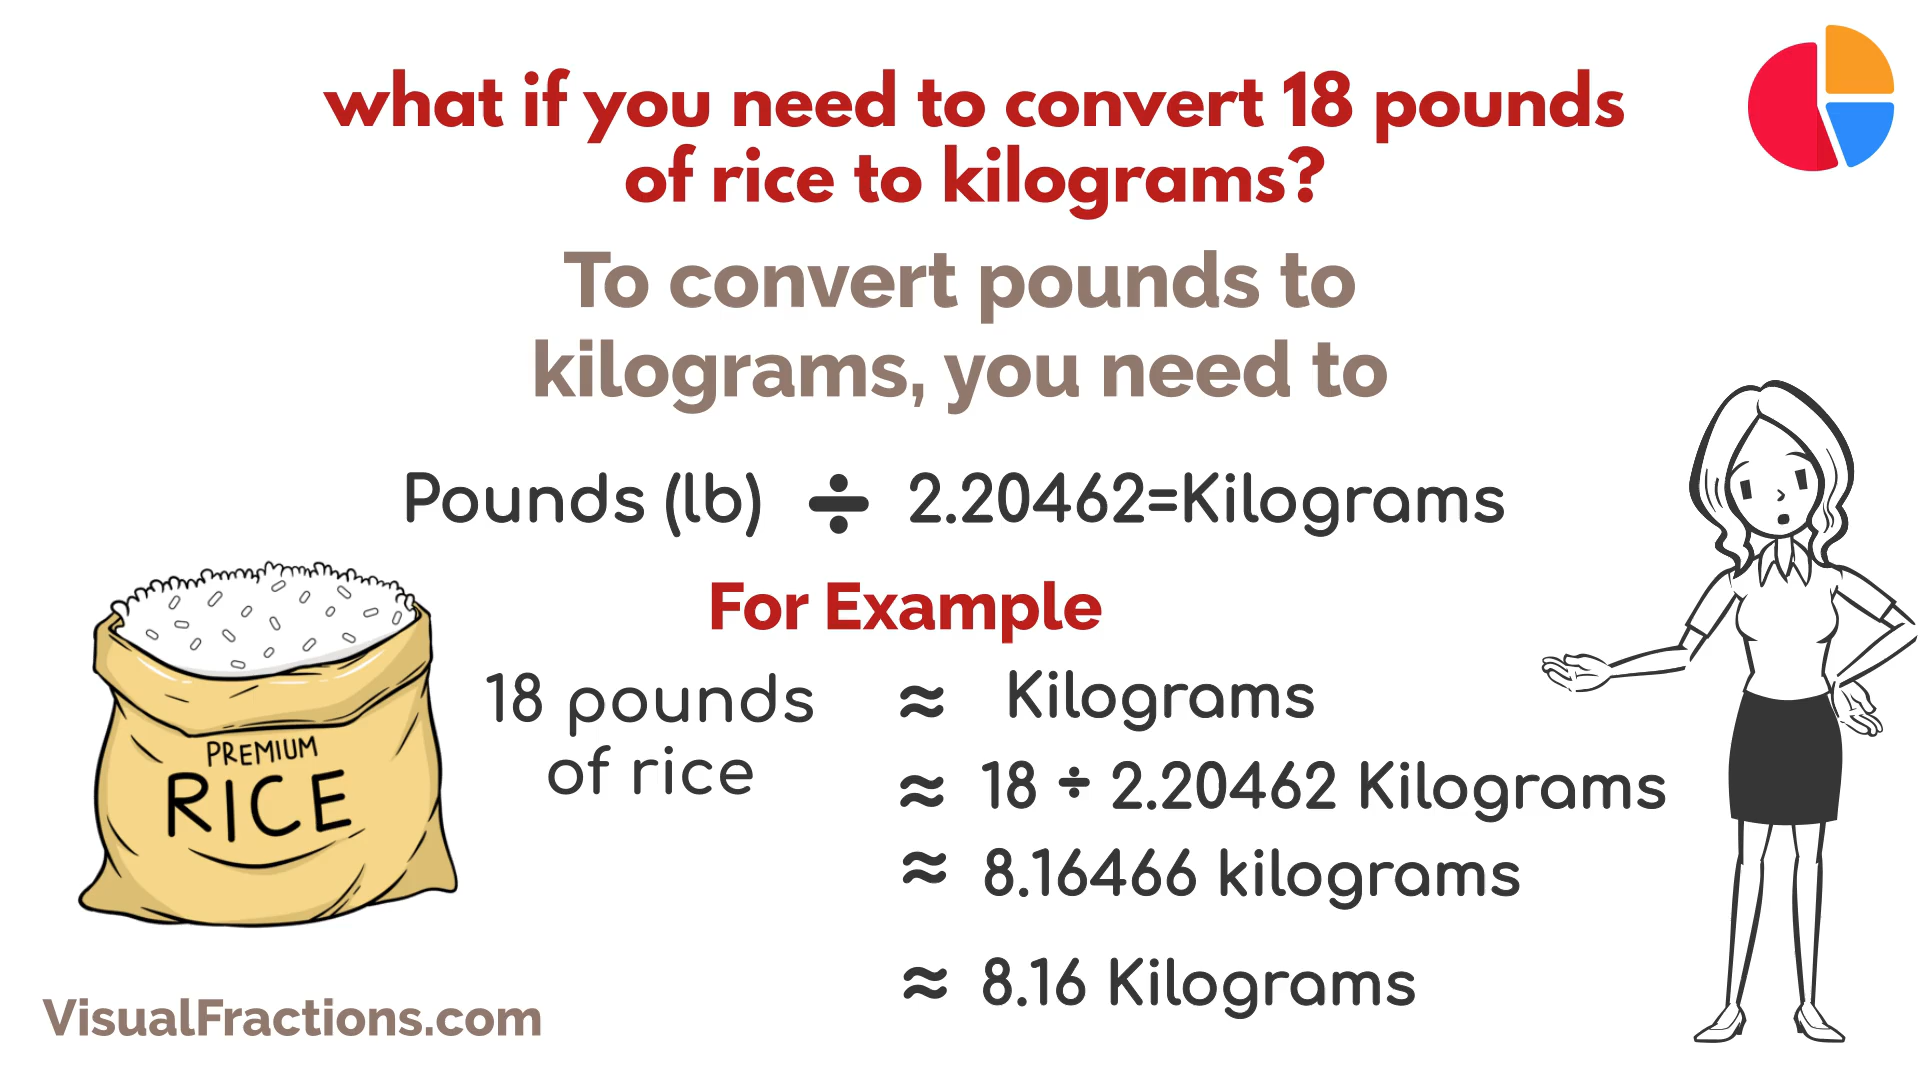 what if you need to convert 18 pounds
of rice to kilograms?
To convert pounds to
kilograms, you need to
Pounds (lb) ÷ 2.20462=Kilograms
For Example
18 pounds
of rice
≈ Kilograms
≈ 18 ÷ 2.20462 Kilograms
≈ 8.16466 kilograms
≈ 8.16 Kilograms
PREMIUM
RICE
VisualFractions.com